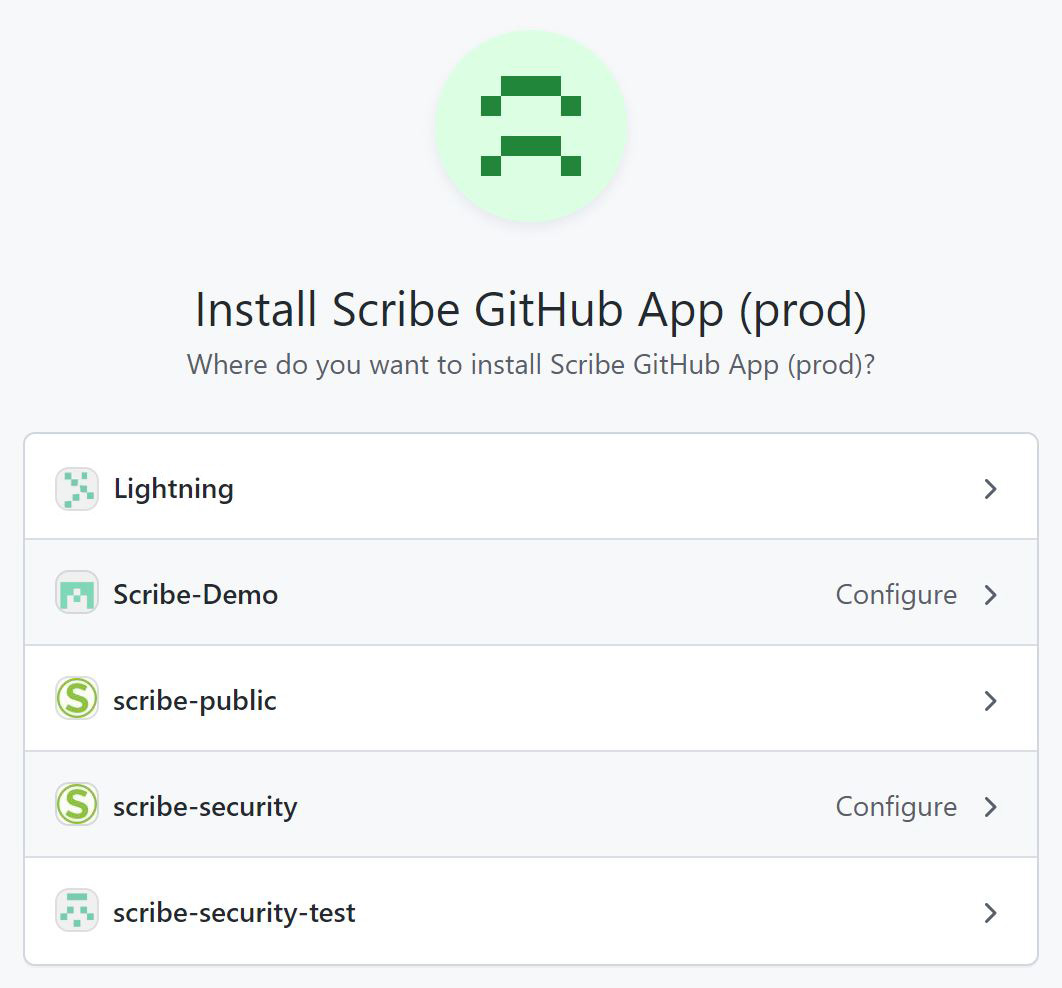 Install Scribe GitHub App (prod)
Where do you want to install Scribe GitHub App (prod)?
Lightning
Scribe-Demo Configure
S scribe-public
S scribe-security Configure
scribe-security-test